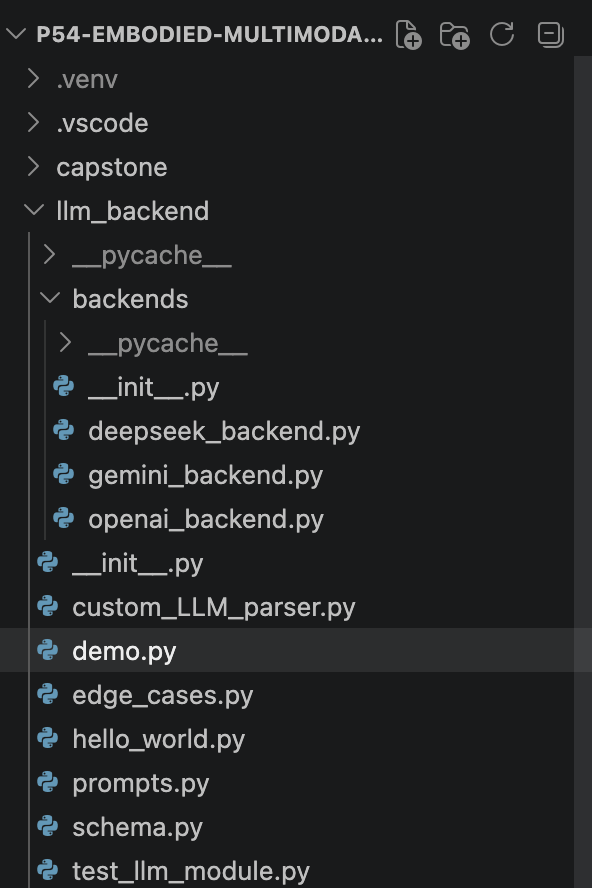 P54-EMBODIED-MULTIMODA...
.venv
.vscode
capstone
llm_backend
__pycache__
backends
__pycache__
__init__.py
deepseek_backend.py
gemini_backend.py
openai_backend.py
__init__.py
custom_LLM_parser.py
demo.py
edge_cases.py
hello_world.py
prompts.py
schema.py
test_llm_module.py